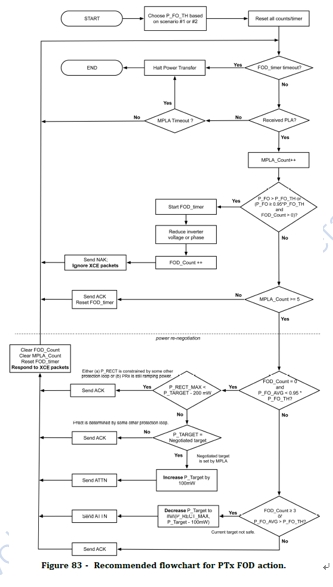 START
Choose P_FO_TH based
on scenario #1 or #2
Reset all counts/timer
END
Halt Power Transfer
Yes
FOD_timer timeout?
No
Yes
MPLA Timeout ?
No
No
Received PLA?
Yes
MPLA_Count++
Start FOD_timer
Yes
P_FO > P_FO_TH or
(P_FO ≥ 0.95*P_FO_TH
and
FOD_Count > 0)?
Reduce inverter
voltage or phase
No
Send NAK;
Ignore XCE packets
FOD_Count ++
Send ACK
Reset FOD_timer
No
MPLA_Count >= 5
Yes
power re-negotiation
Clear FOD_Count
Clear MPLA_Count
Reset FOD_timer
Respond to XCE packets
Either (a) P_RECT is constrained by some other
protection loop or (b) PRx is still ramping power.
Send ACK
Yes
P_RECT_MAX <
P_TARGET - 200 mW
Yes
FOD_Count = 0
and
P_FO_AVG < 0.95 *
P_FO_TH?
No
No
is determined by some other protection loop.
Send ACK
No
P_TARGET =
Negotiated target
Yes
Negotiated target
is set by MPLA
Send ATTN
Increase P_Target by
100mW
Send ATTN
Decrease P_Target to
P_Target - 100mW)
Yes
FOD_Count ≥ 3
or
P_FO_AVG > P_FO_TH?
Current target not safe
No
Send ACK
Figure 83 - Recommended flowchart for PTx FOD action.